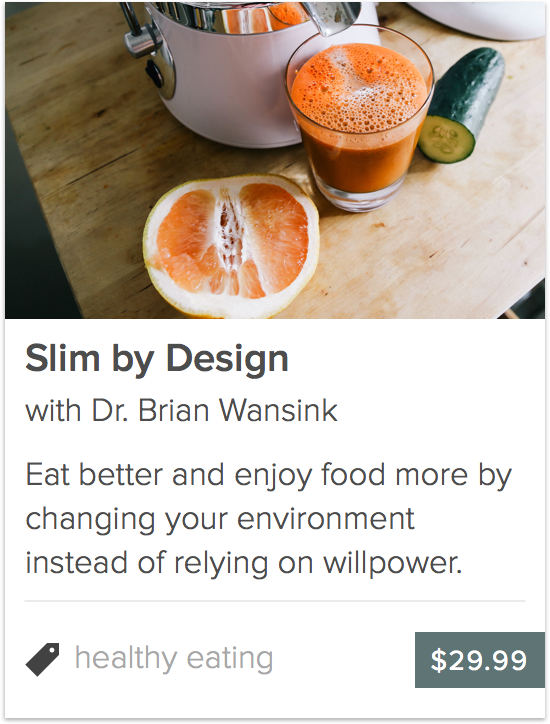 Slim by Design
with Dr. Brian Wansink
Eat better and enjoy food more by
changing your environment
instead of relying on willpower.
healthy eating
$29.99